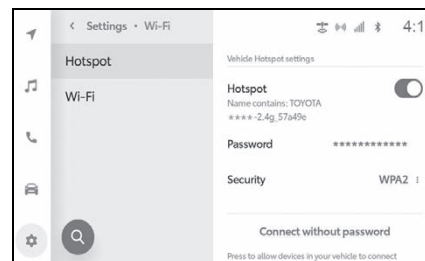 < Settings • Wi-Fi
4:1
Hotspot
Wi-Fi
Vehicle Hotspot settings
Hotspot
Name contains: TOYOTA
****-2.4g_57a49e
Password ************
Security WPA2
Connect without password
Press to allow devices in your vehicle to connect